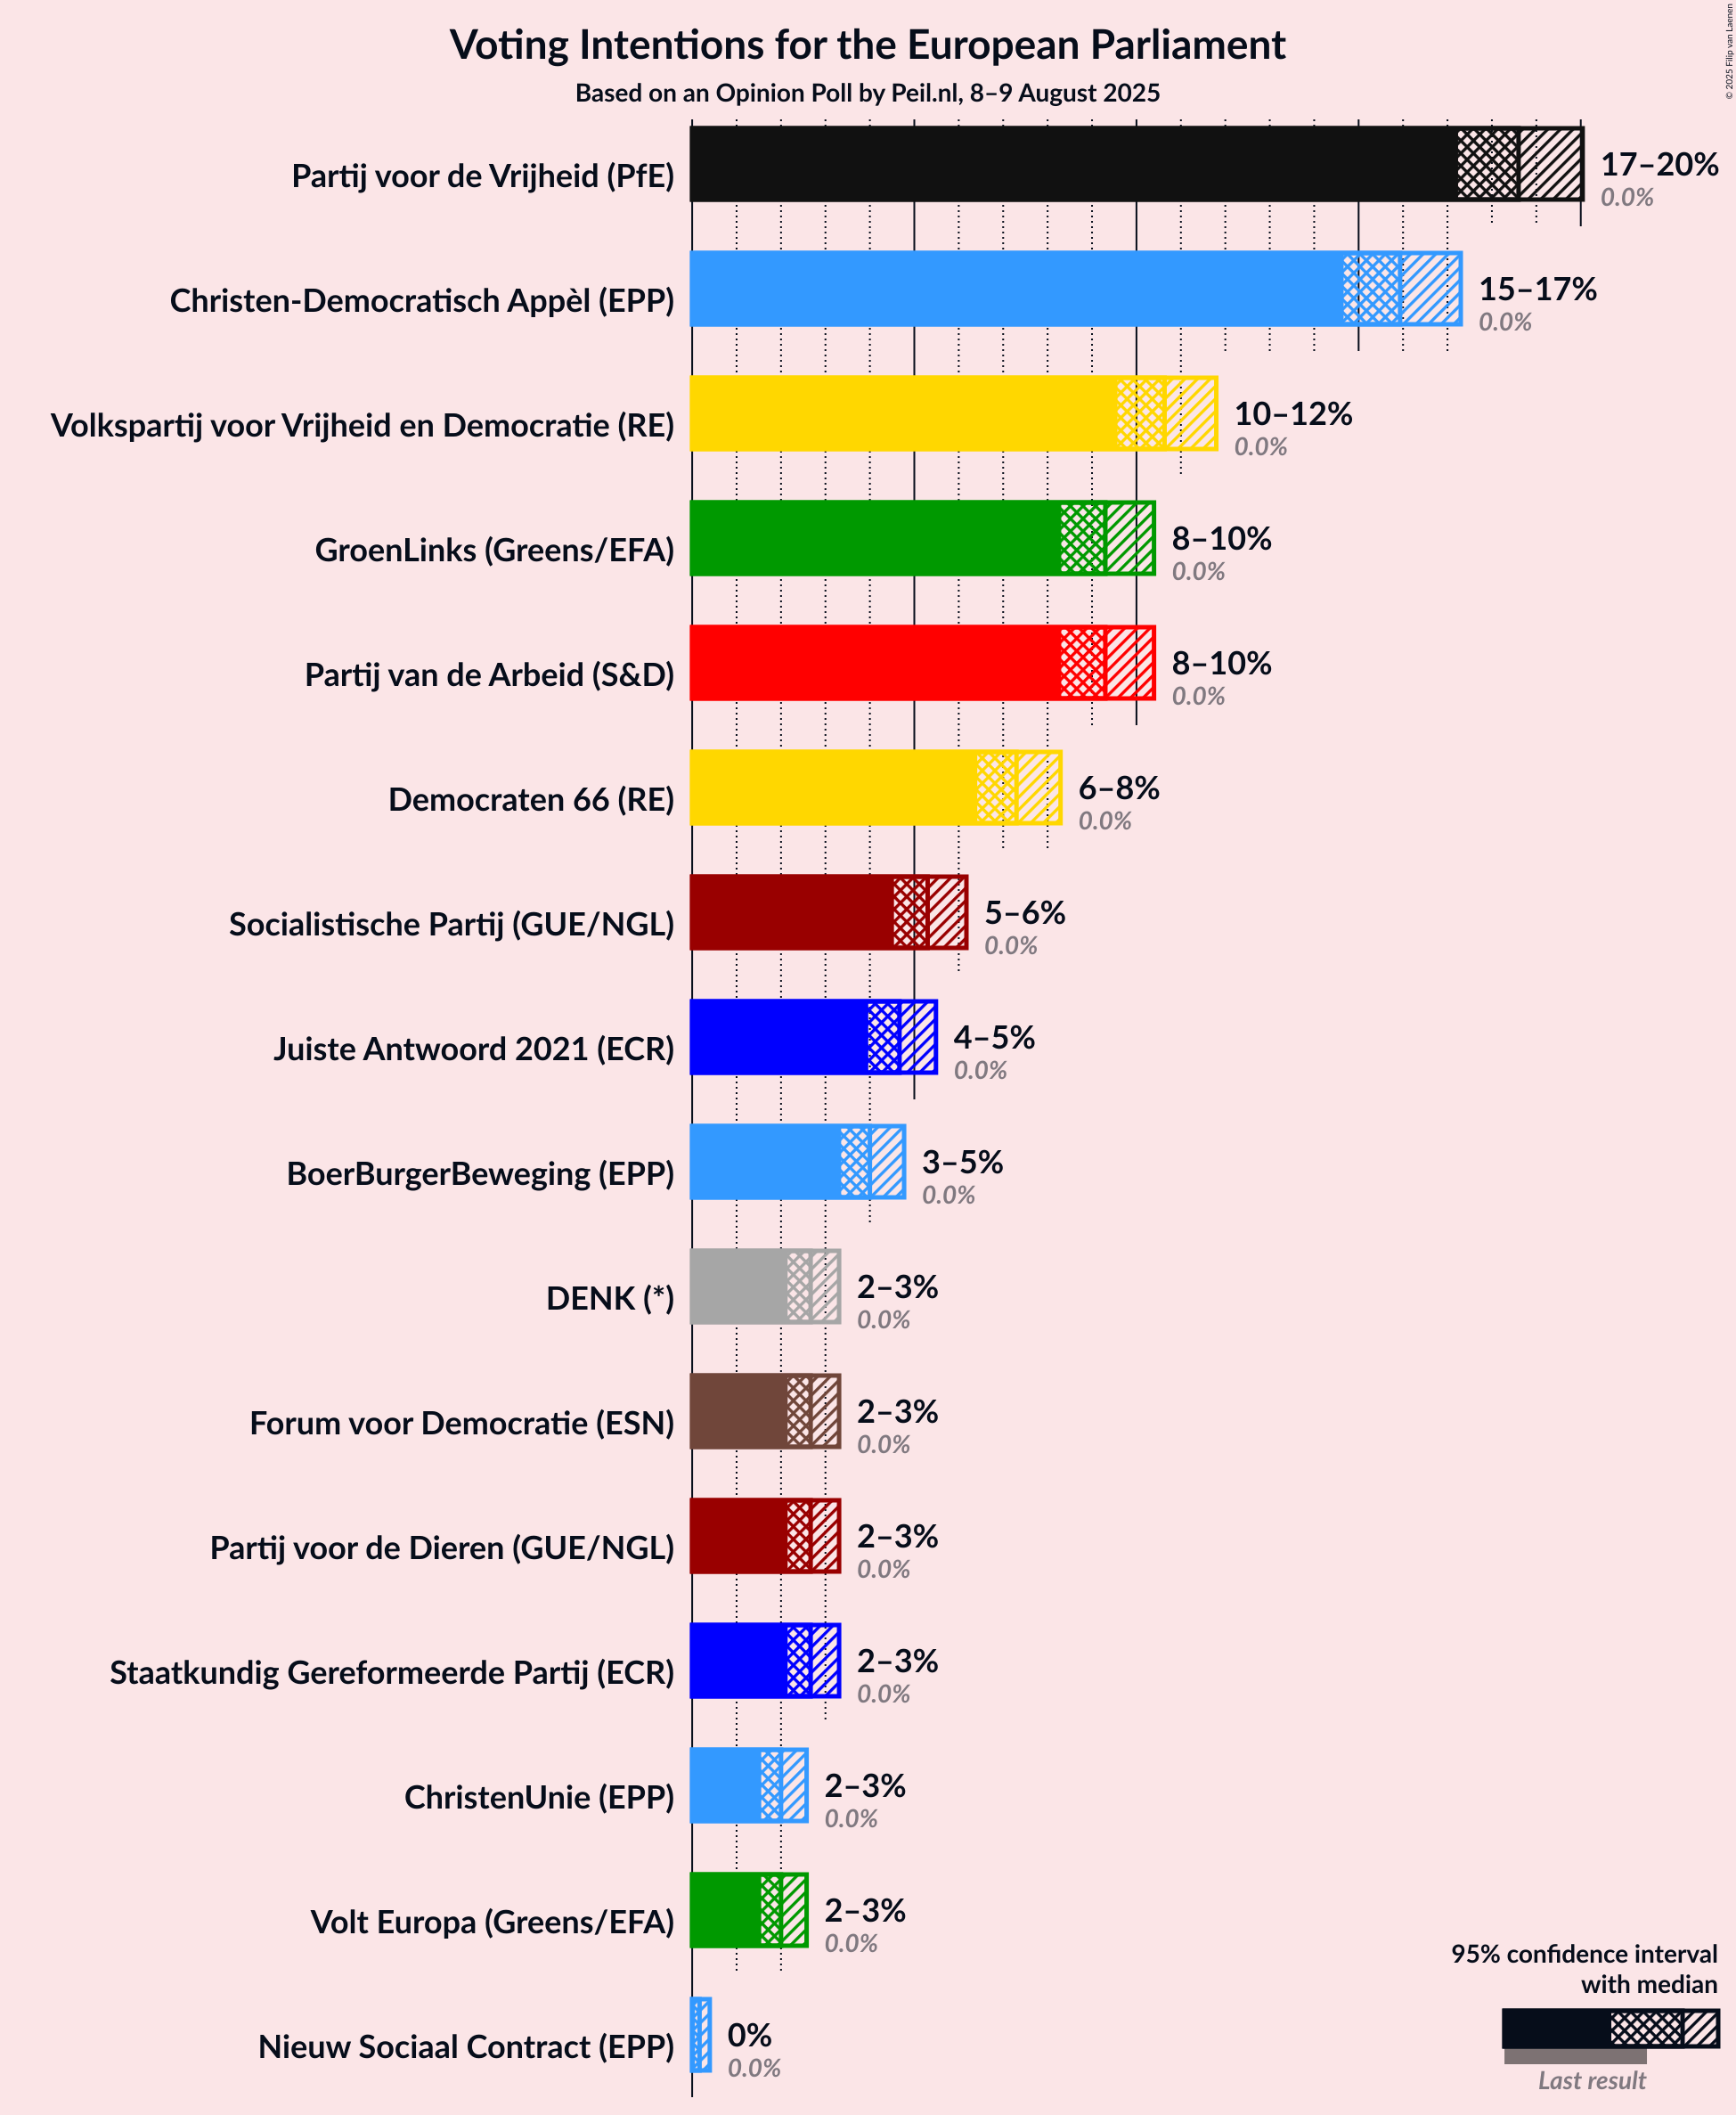 Voting Intentions for the European Parliament
Based on an Opinion Poll by Peil.nl, 8–9 August 2025
© 2025 Filip van Laenen
Partij voor de Vrijheid (PfE)
17–20%
0.0%
Christen-Democratisch Appèl (EPP)
15–17%
0.0%
Volkspartij voor Vrijheid en Democratie (RE)
10–12%
0.0%
GroenLinks (Greens/EFA)
8–10%
0.0%
Partij van de Arbeid (S&D)
8–10%
0.0%
Democraten 66 (RE)
6–8%
0.0%
Socialistische Partij (GUE/NGL)
5–6%
0.0%
Juiste Antwoord 2021 (ECR)
4–5%
0.0%
BoerBurgerBeweging (EPP)
3–5%
0.0%
DENK (*)
2–3%
0.0%
Forum voor Democratie (ESN)
2–3%
0.0%
Partij voor de Dieren (GUE/NGL)
2–3%
0.0%
Staatkundig Gereformeerde Partij (ECR)
2–3%
0.0%
ChristenUnie (EPP)
2–3%
0.0%
Volt Europa (Greens/EFA)
2–3%
0.0%
Nieuw Sociaal Contract (EPP)
0%
0.0%
95% confidence interval
with median
Last result